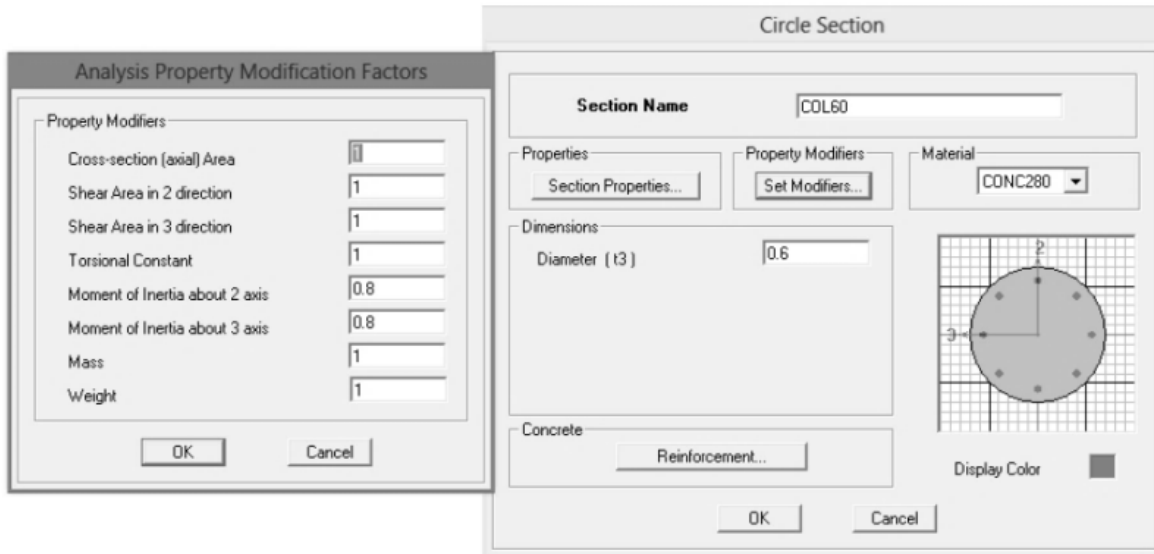 Analysis Property Modification Factors
Property Modifiers
Cross-section (axial) Area 1
Shear Area in 2 direction 1
Shear Area in 3 direction 1
Torsional Constant 1
Moment of Inertia about 2 axis 0.8
Moment of Inertia about 3 axis 0.8
Mass 1
Weight 1
OK Cancel
Circle Section
Section Name COL60
Properties Property Modifiers Material
Section Properties... Set Modifiers... CONC280
Dimensions
Diameter ( t3 ) 0.6
2
3
Concrete
Reinforcement...
Display Color
OK Cancel